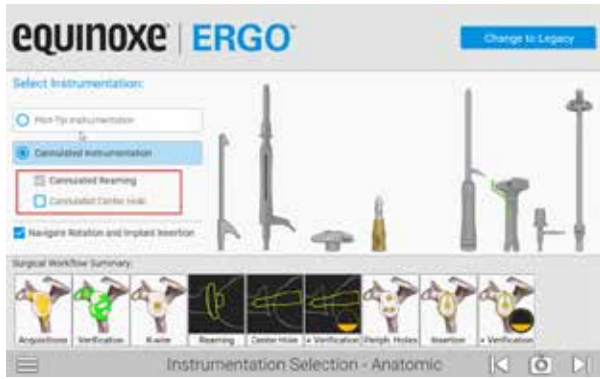 equinoxe | ERGO
Change to Legacy
Select Instrumentation:
Pilot-Tip Instrumentation
Cannulated Instrumentation
Cannulated Reaming
Cannulated Center Hole
Navigate Rotation and Implant Insertion
Surgical Workflow Summary:
Acquisitions Verification K-wire Reaming Center Hole + Verification Periph. Holes Insertion + Verification
Instrumentation Selection - Anatomic